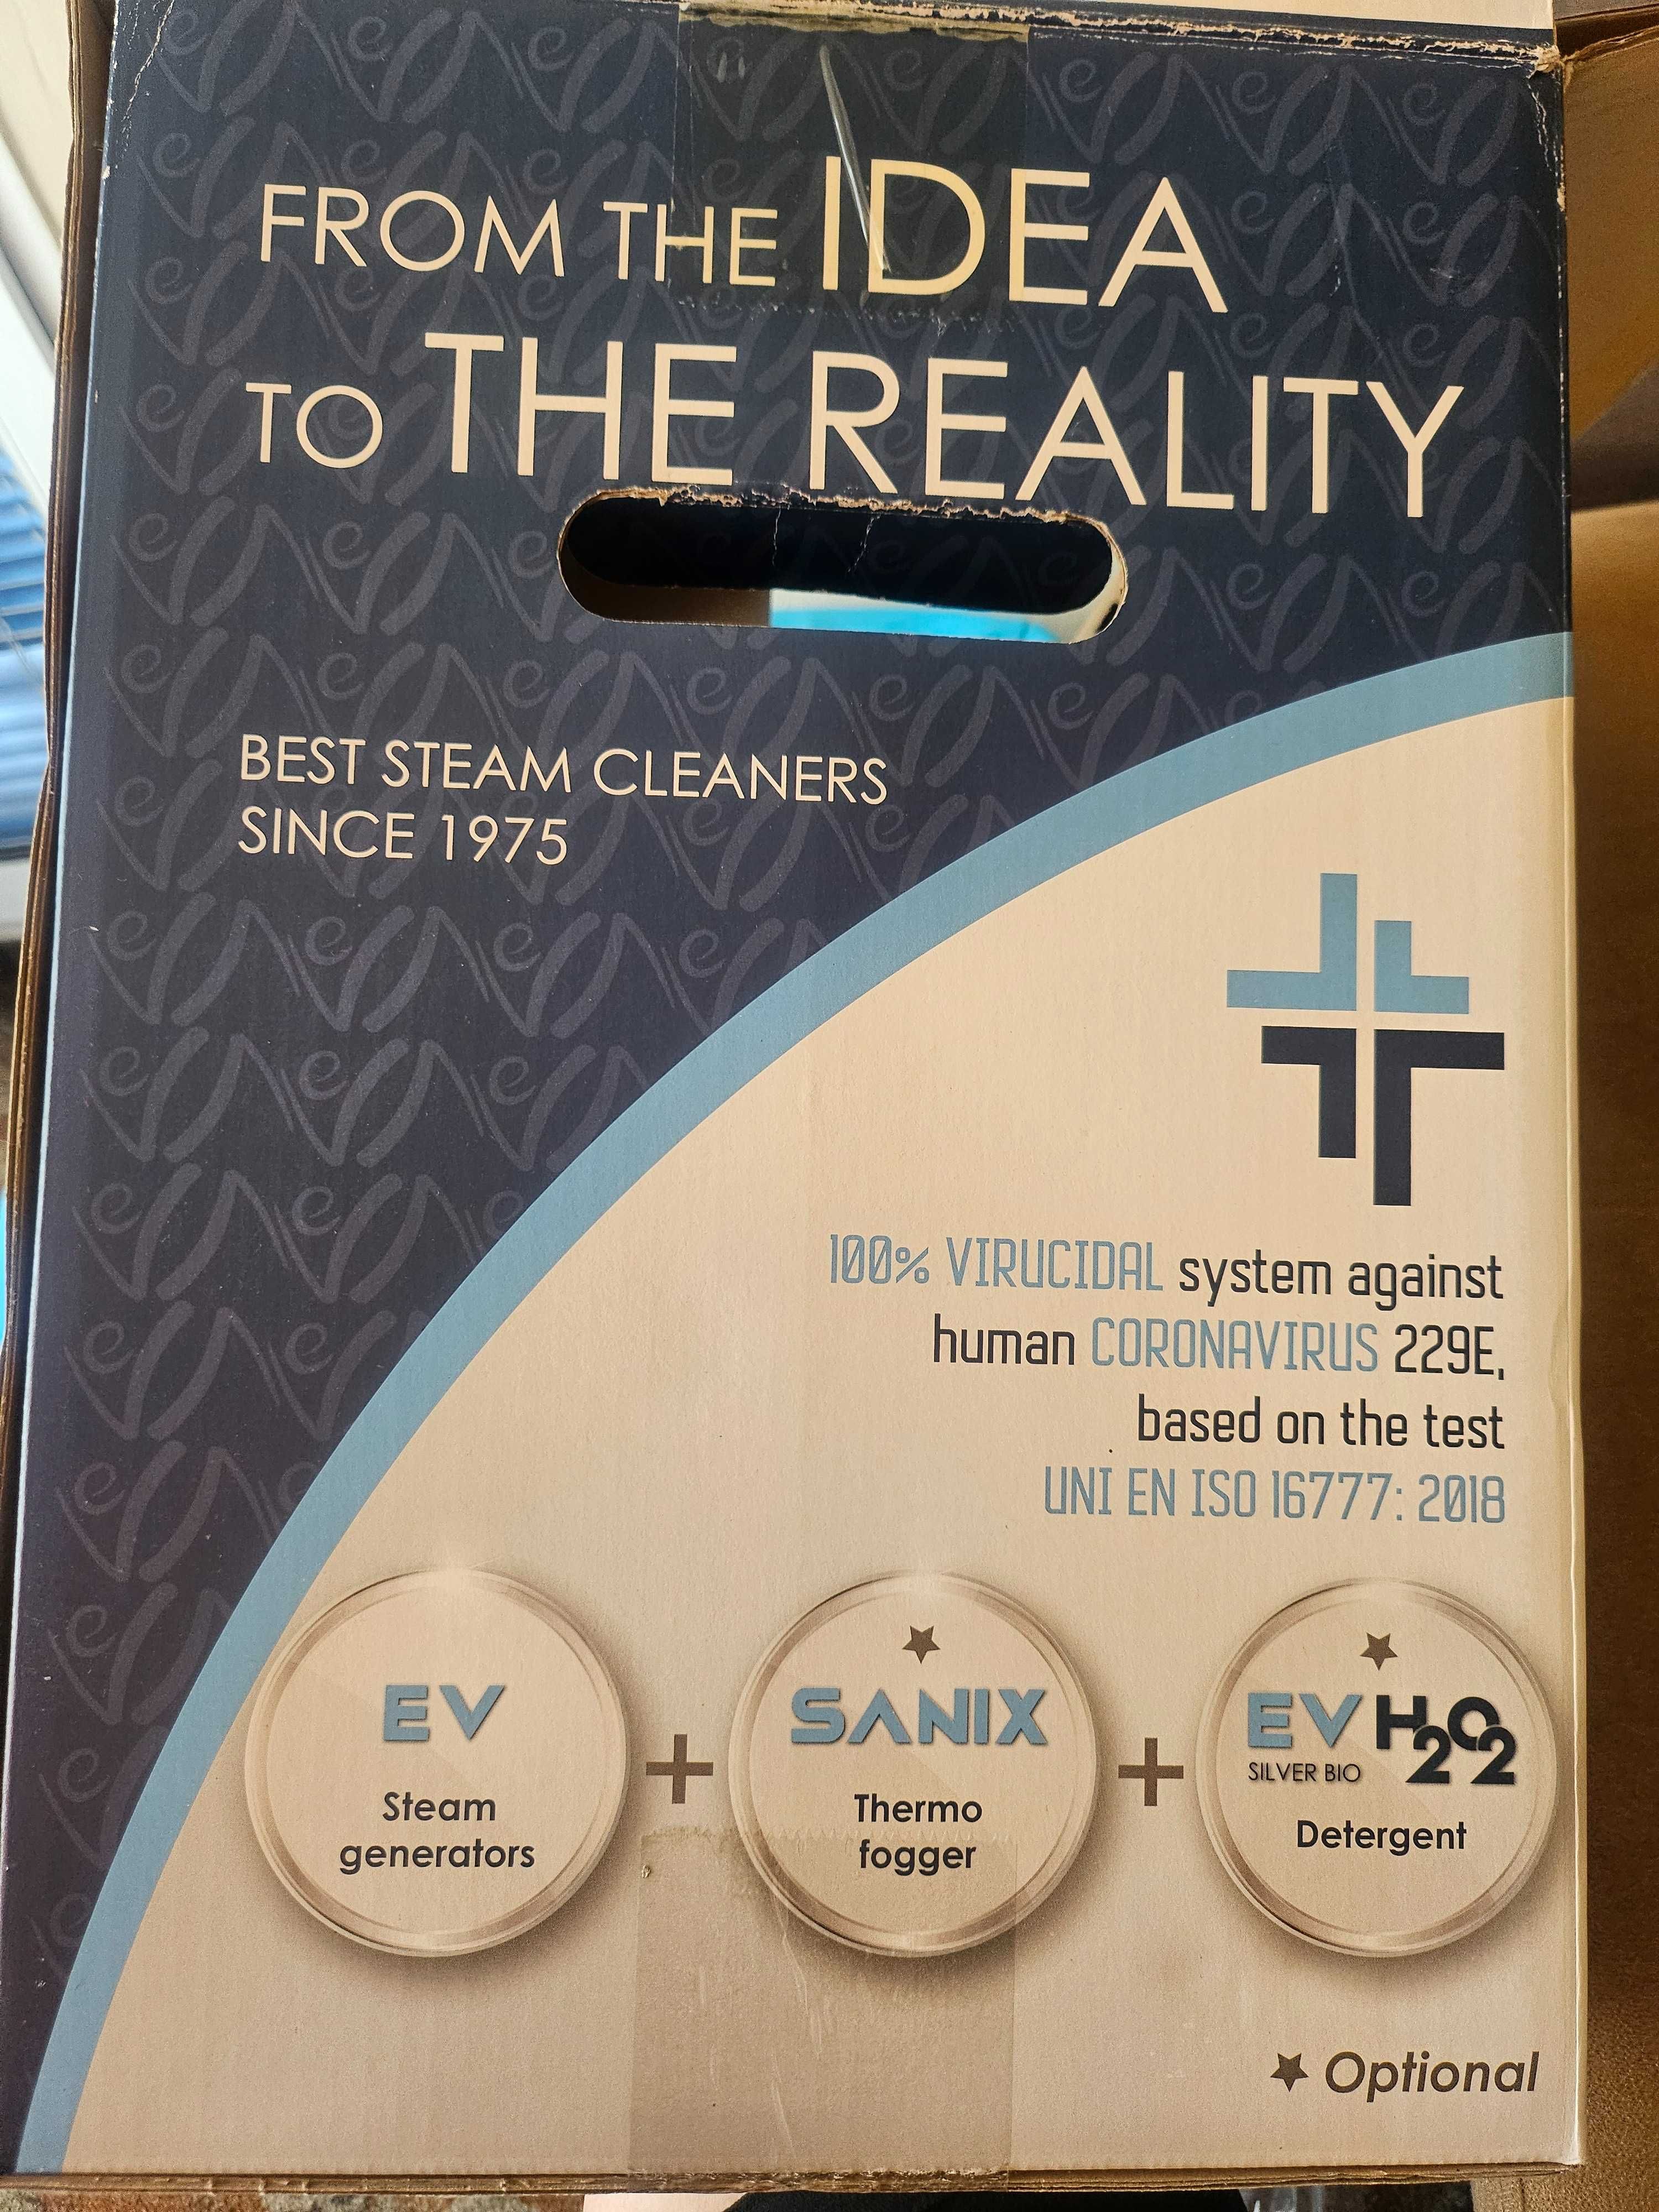 FROM THE IDEA
TO THE REALITY
BEST STEAM CLEANERS
SINCE 1975
100% VIRUCIDAL system against
human CORONAVIRUS 229E,
based on the test
UNI EN ISO 16777: 2018
EV
Steam
generators
+
SANIX
Thermo
fogger
+
EV H2O2
SILVER BIO
Detergent
Optional